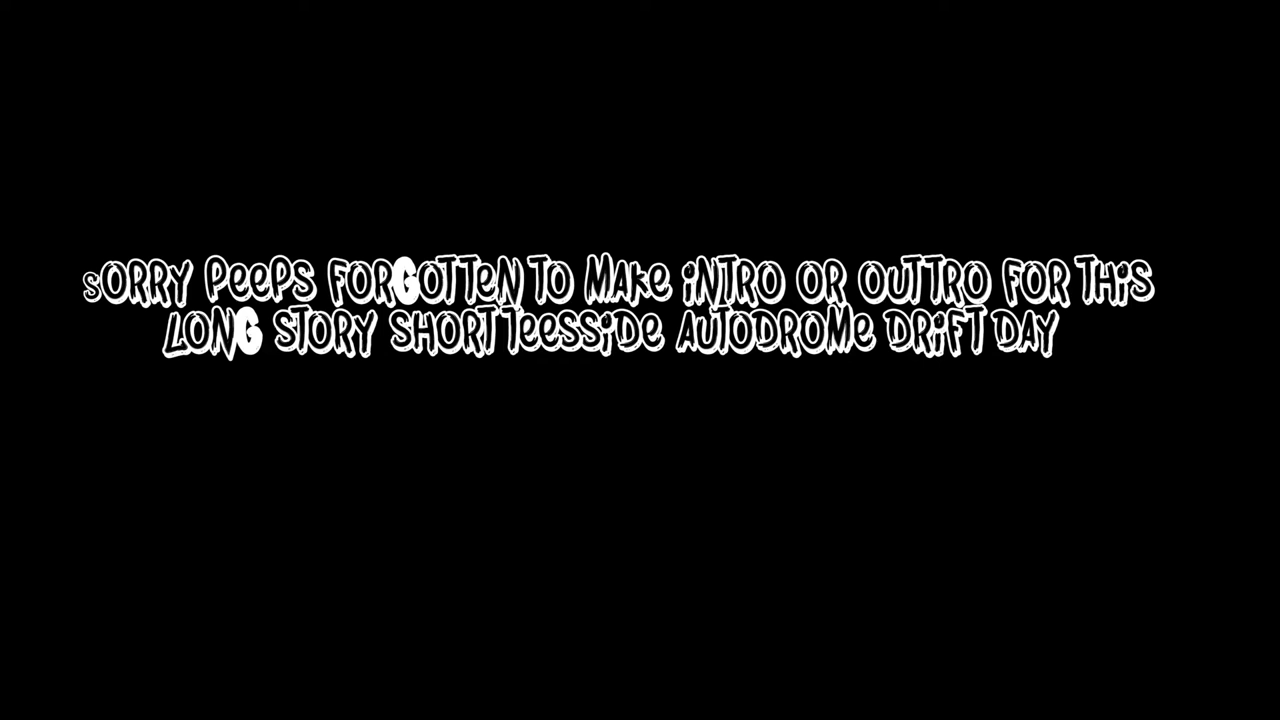 SORRY PEEPS FORGOTTEN TO MAKE INTRO OR OUTTRO FOR THIS
LONG STORY SHORT TEESSIDE AUTODROME DRIFT DAY